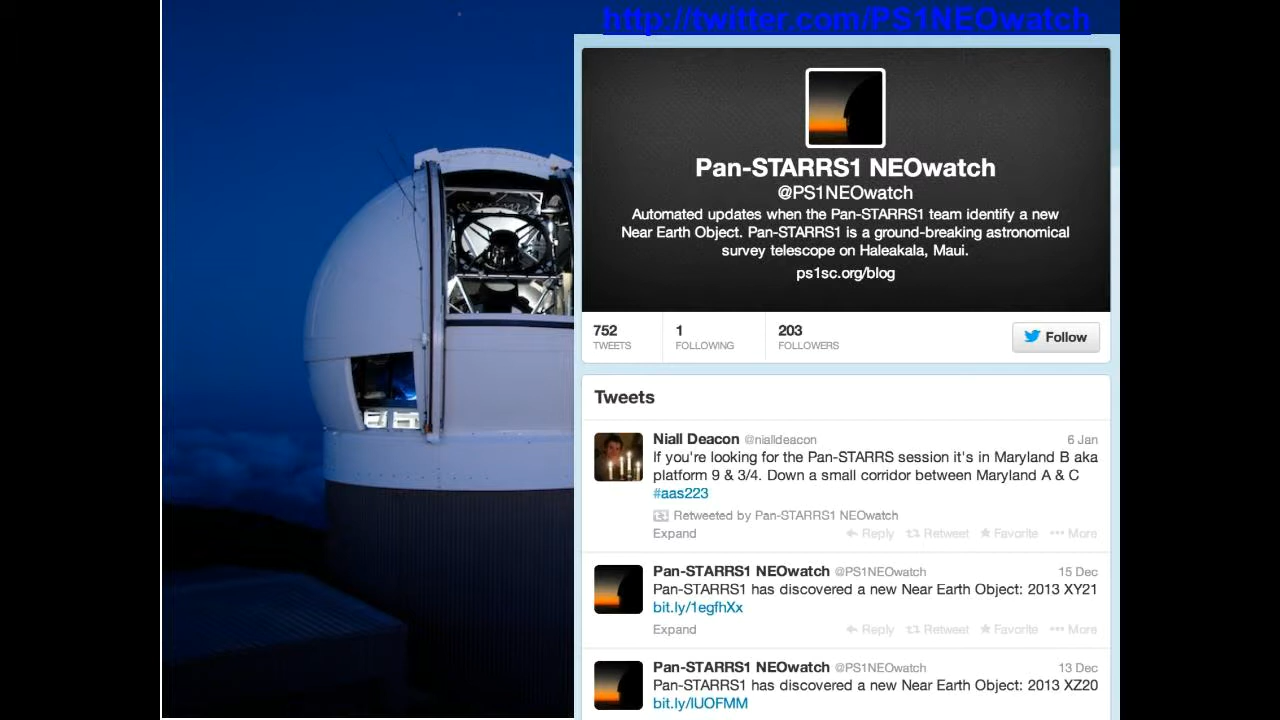 http://twitter.com/PS1NEOwatch
Pan-STARRS1 NEOwatch
@PS1NEOwatch
Automated updates when the Pan-STARRS1 team identify a new
Near Earth Object. Pan-STARRS1 is a ground-breaking astronomical
survey telescope on Haleakala, Maui.
ps1sc.org/blog
752 1 203
TWEETS FOLLOWING FOLLOWERS
Follow
Tweets
Niall Deacon @nialldeacon 6 Jan
If you're looking for the Pan-STARRS session it's in Maryland B aka
platform 9 & 3/4. Down a small corridor between Maryland A & C
#aas223
Retweeted by Pan-STARRS1 NEOwatch
Expand Reply Retweet Favorite More
Pan-STARRS1 NEOwatch @PS1NEOwatch 15 Dec
Pan-STARRS1 has discovered a new Near Earth Object: 2013 XY21
bit.ly/1egfhXx
Expand Reply Retweet Favorite More
Pan-STARRS1 NEOwatch @PS1NEOwatch 13 Dec
Pan-STARRS1 has discovered a new Near Earth Object: 2013 XZ20
bit.ly/IUOFMM